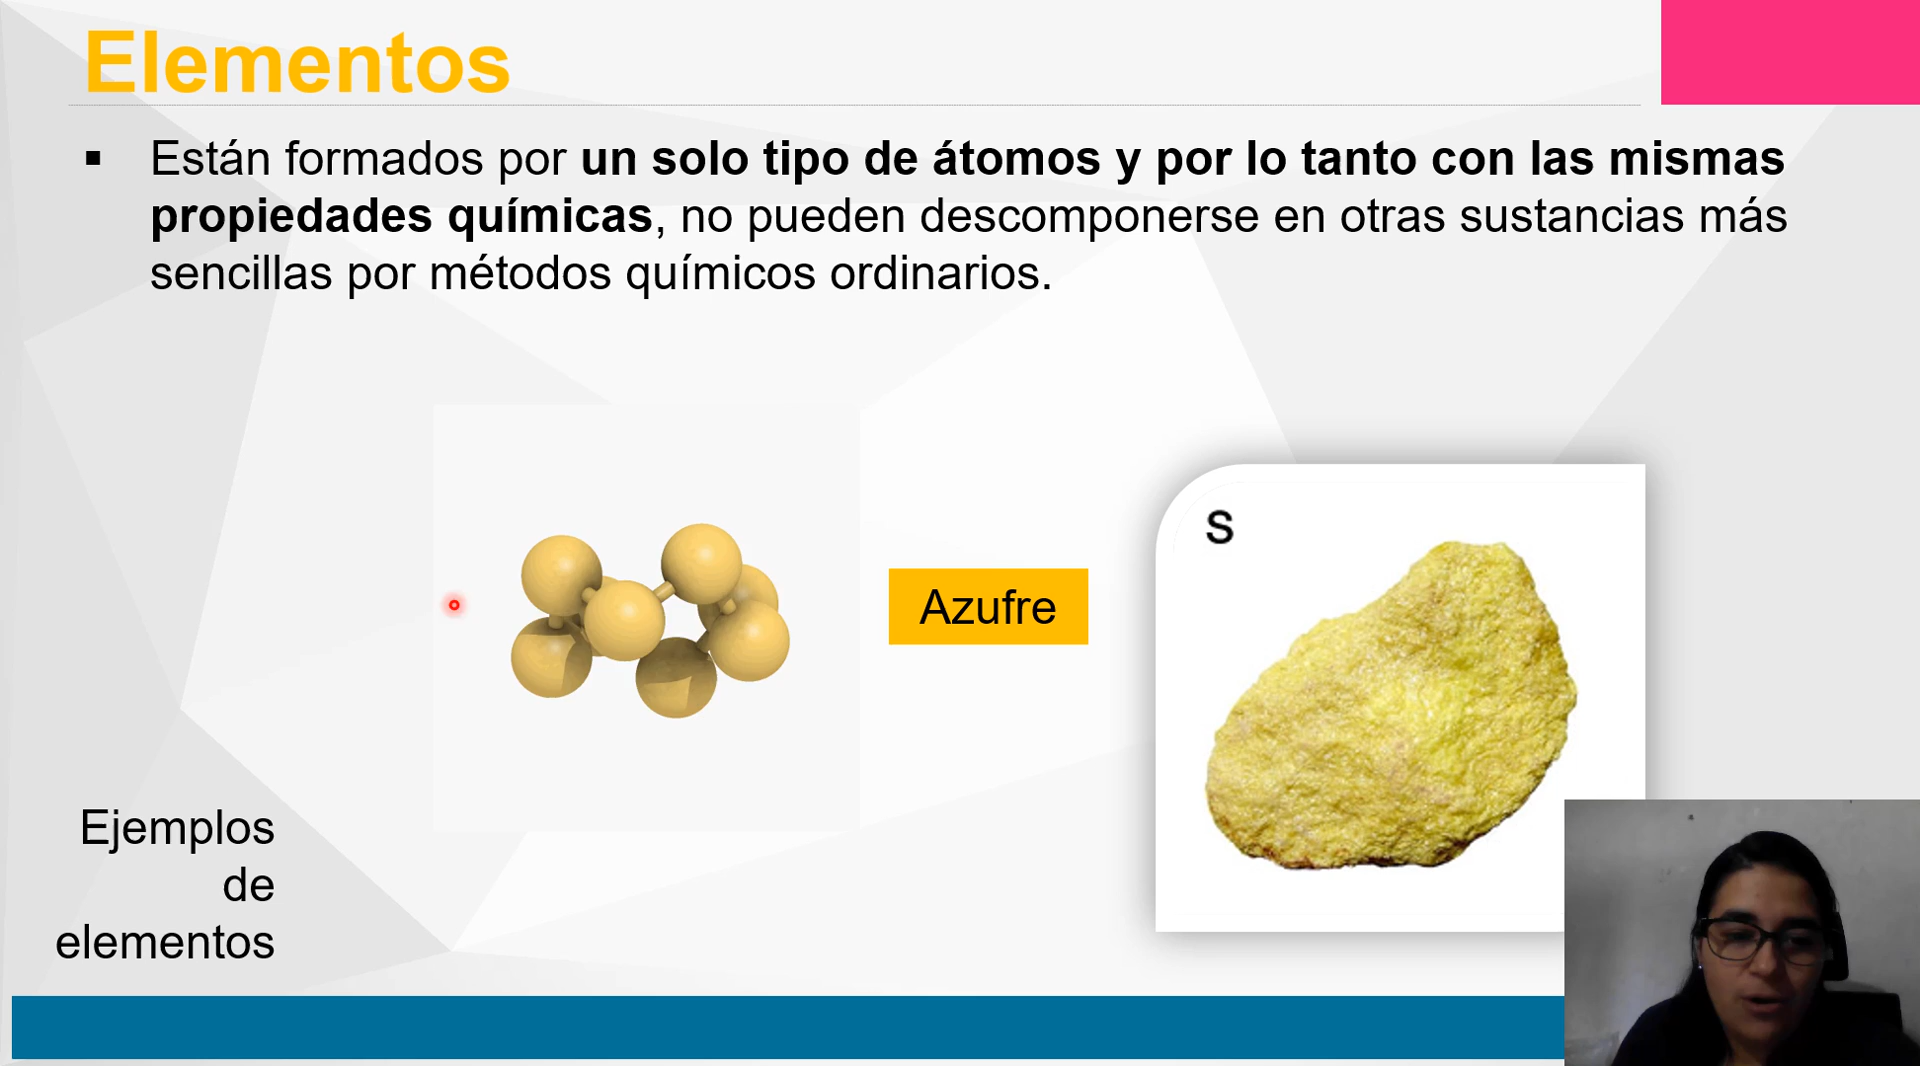 Elementos
▪ Están formados por un solo tipo de átomos y por lo tanto con las mismas
propiedades químicas, no pueden descomponerse en otras sustancias más
sencillas por métodos químicos ordinarios.
S
Azufre
Ejemplos
de
elementos